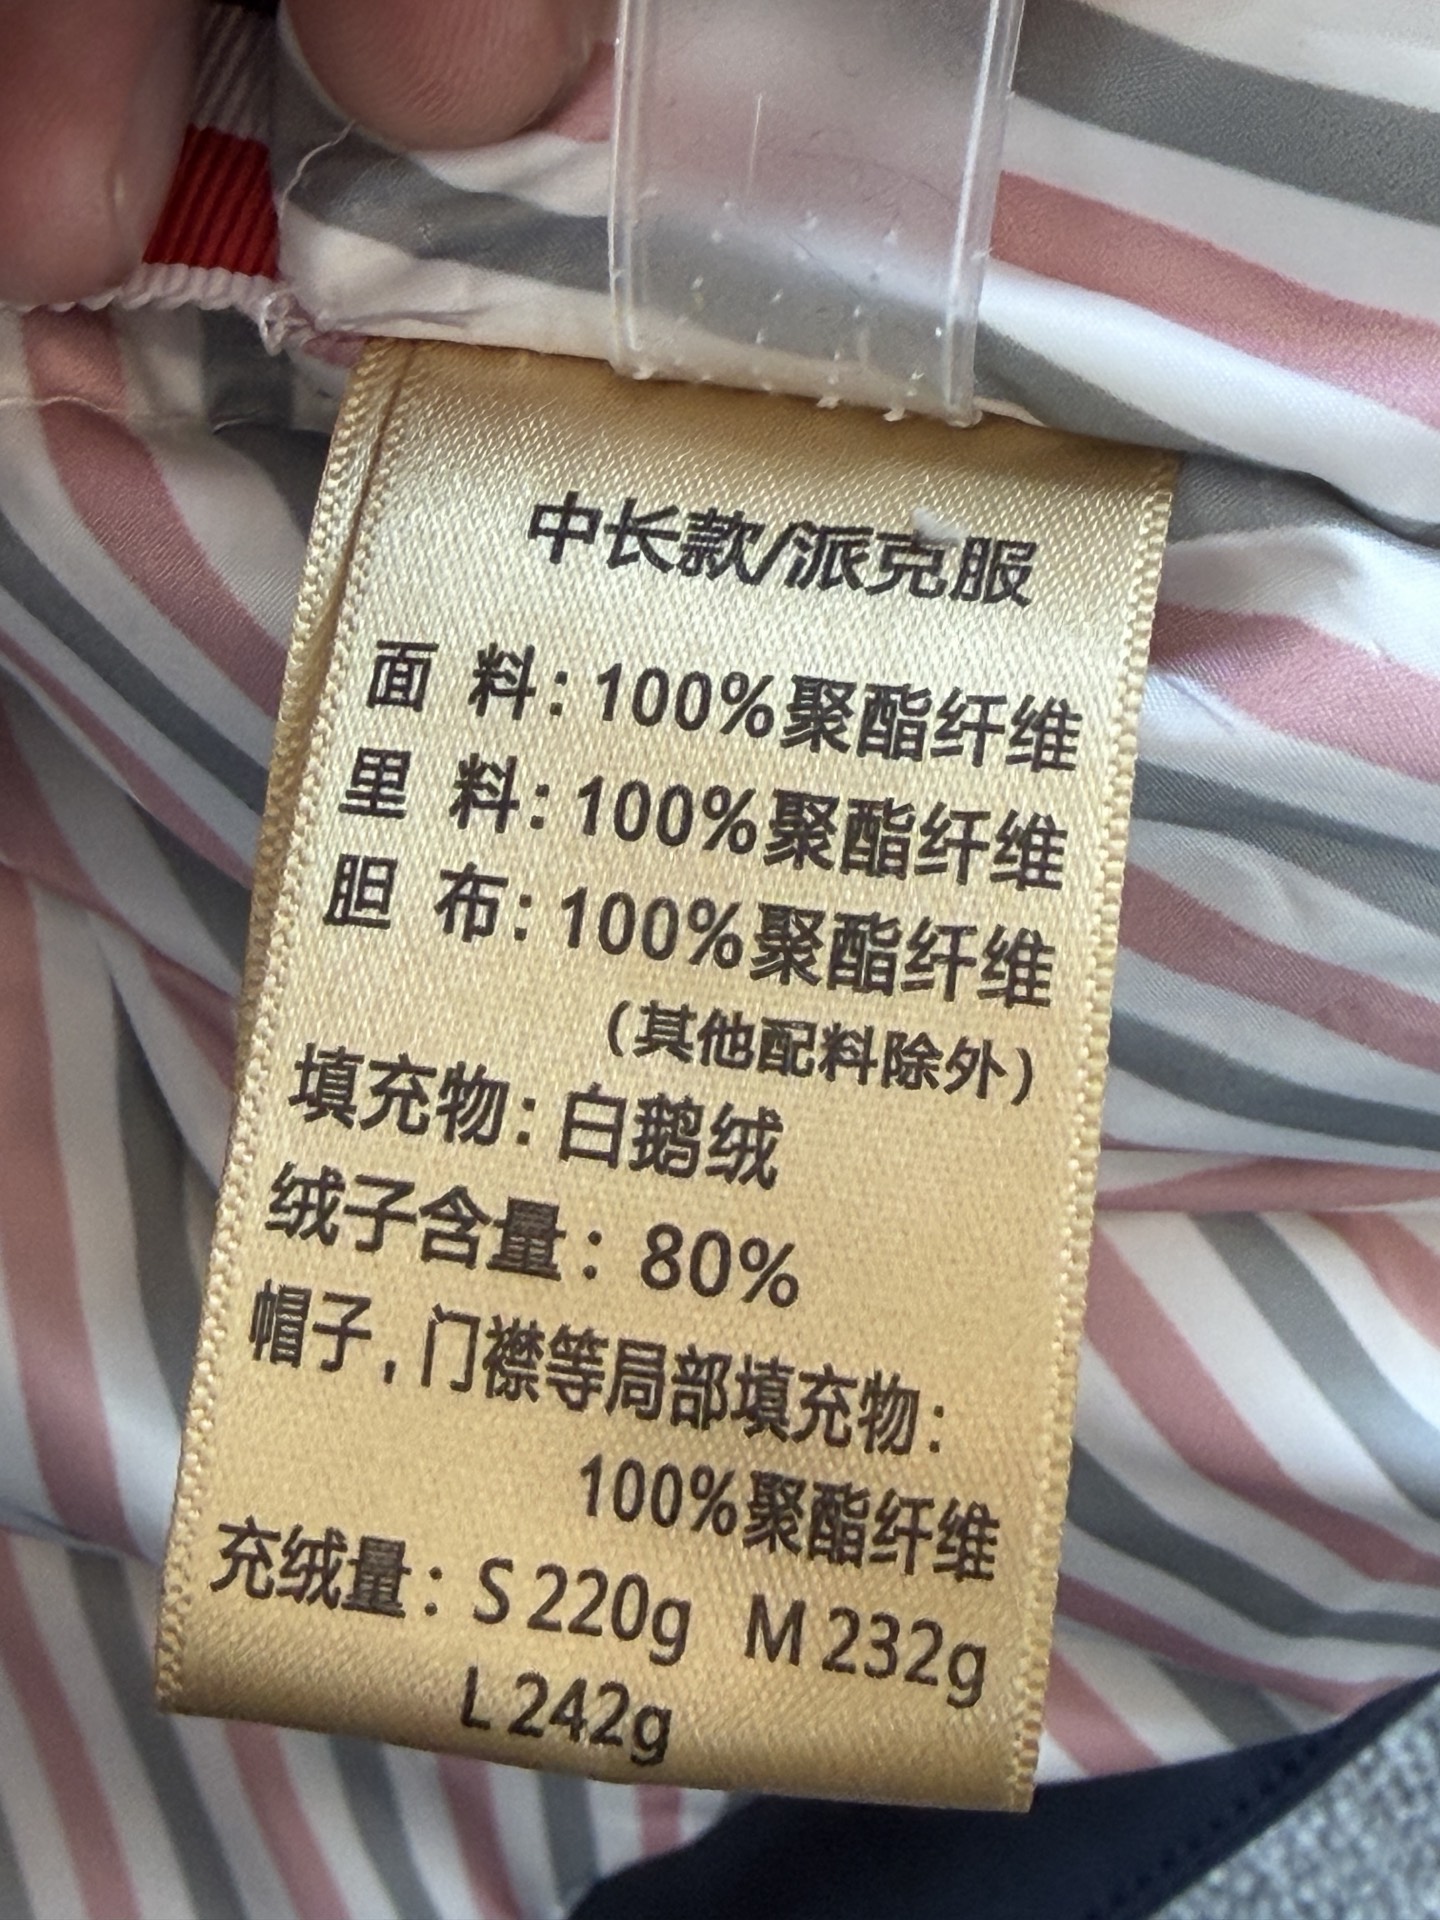 中长款/派克服
面 料：100%聚酯纤维
里 料：100%聚酯纤维
胆 布：100%聚酯纤维
(其他配料除外)
填充物：白鹅绒
绒子含量：80%
帽子，门襟等局部填充物：
100%聚酯纤维
充绒量：S 220g M 232g
L 242g